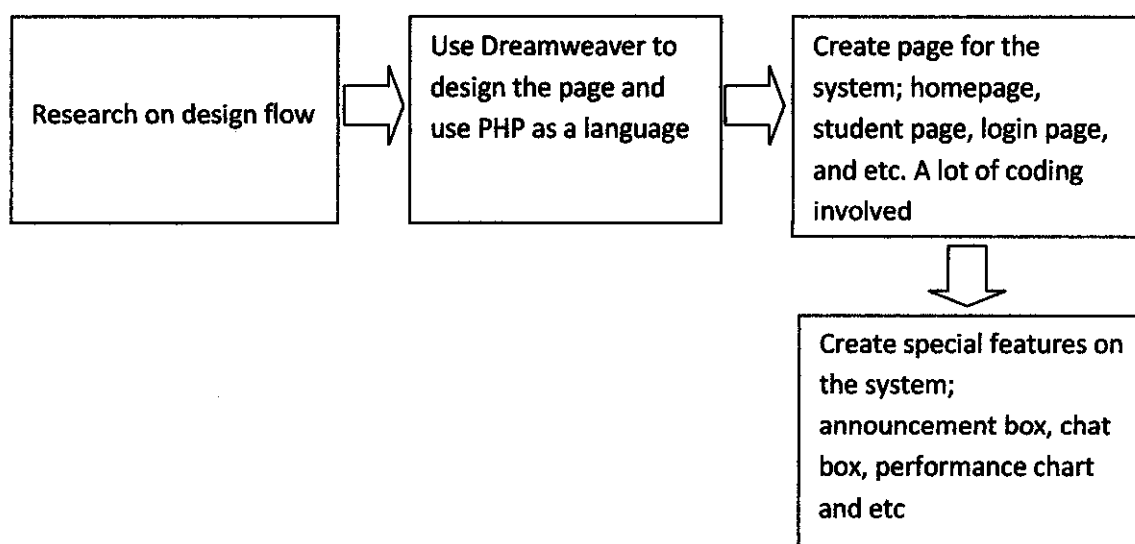 Research on design flow
Use Dreamweaver to
design the page and
use PHP as a language
Create page for the
system; homepage,
student page, login page,
and etc. A lot of coding
involved
Create special features on
the system;
announcement box, chat
box, performance chart
and etc